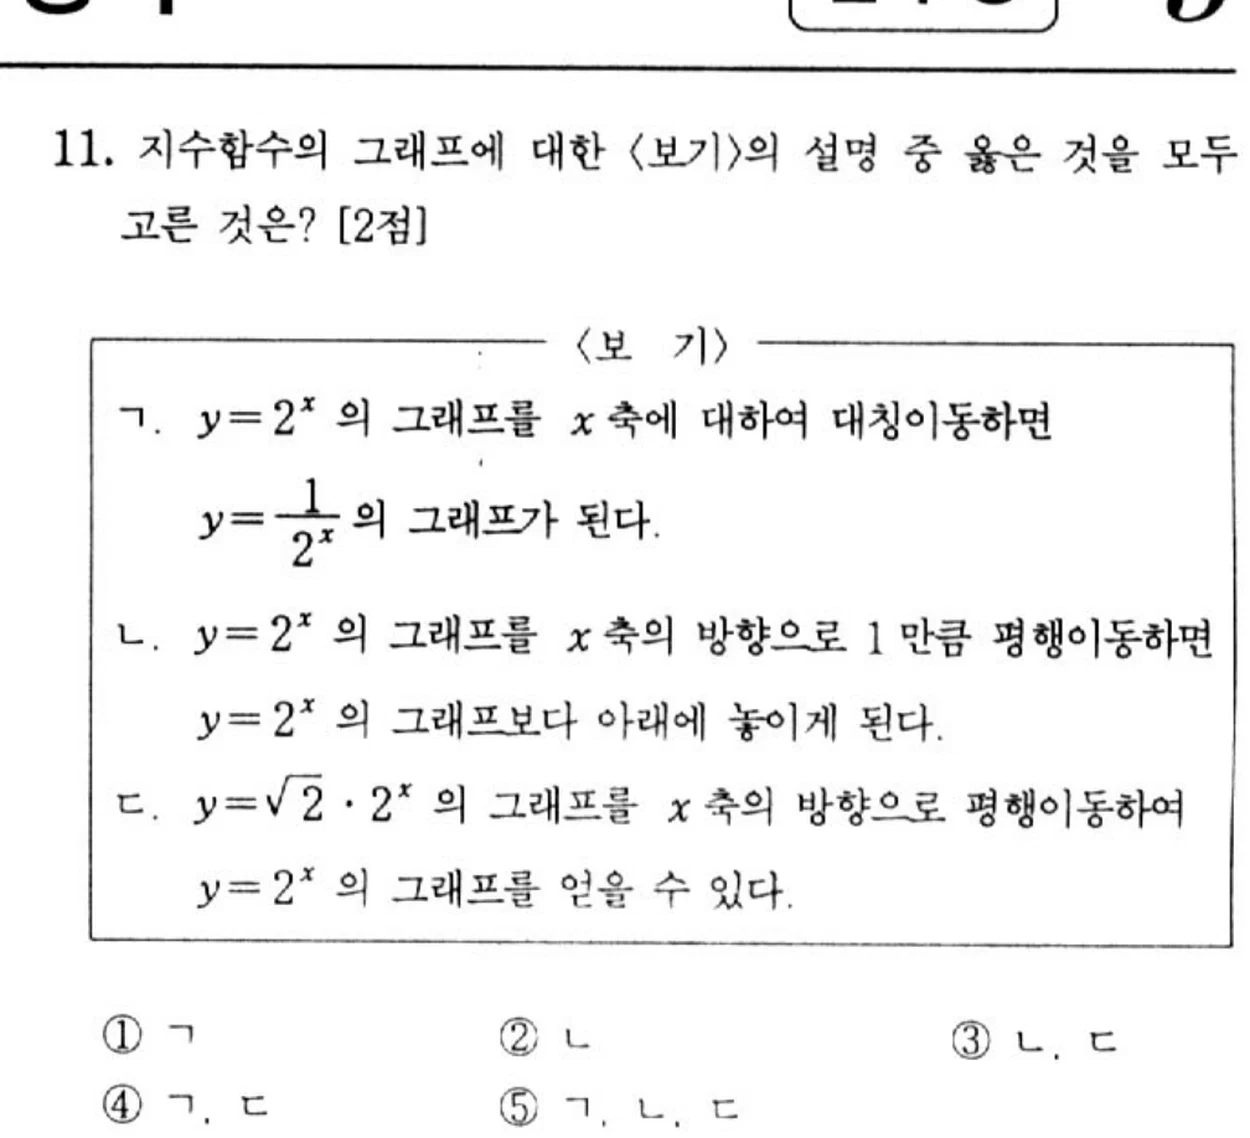 11. 지수함수의 그래프에 대한 〈보기〉의 설명 중 옳은 것을 모두
고른 것은? [2점]
〈보 기〉
ㄱ. y=2^x 의 그래프를 x 축에 대하여 대칭이동하면
y=1/2^x 의 그래프가 된다.
ㄴ. y=2^x 의 그래프를 x 축의 방향으로 1 만큼 평행이동하면
y=2^x 의 그래프보다 아래에 놓이게 된다.
ㄷ. y=√2·2^x 의 그래프를 x 축의 방향으로 평행이동하여
y=2^x 의 그래프를 얻을 수 있다.
① ㄱ ② ㄴ ③ ㄴ, ㄷ
④ ㄱ, ㄷ ⑤ ㄱ, ㄴ, ㄷ